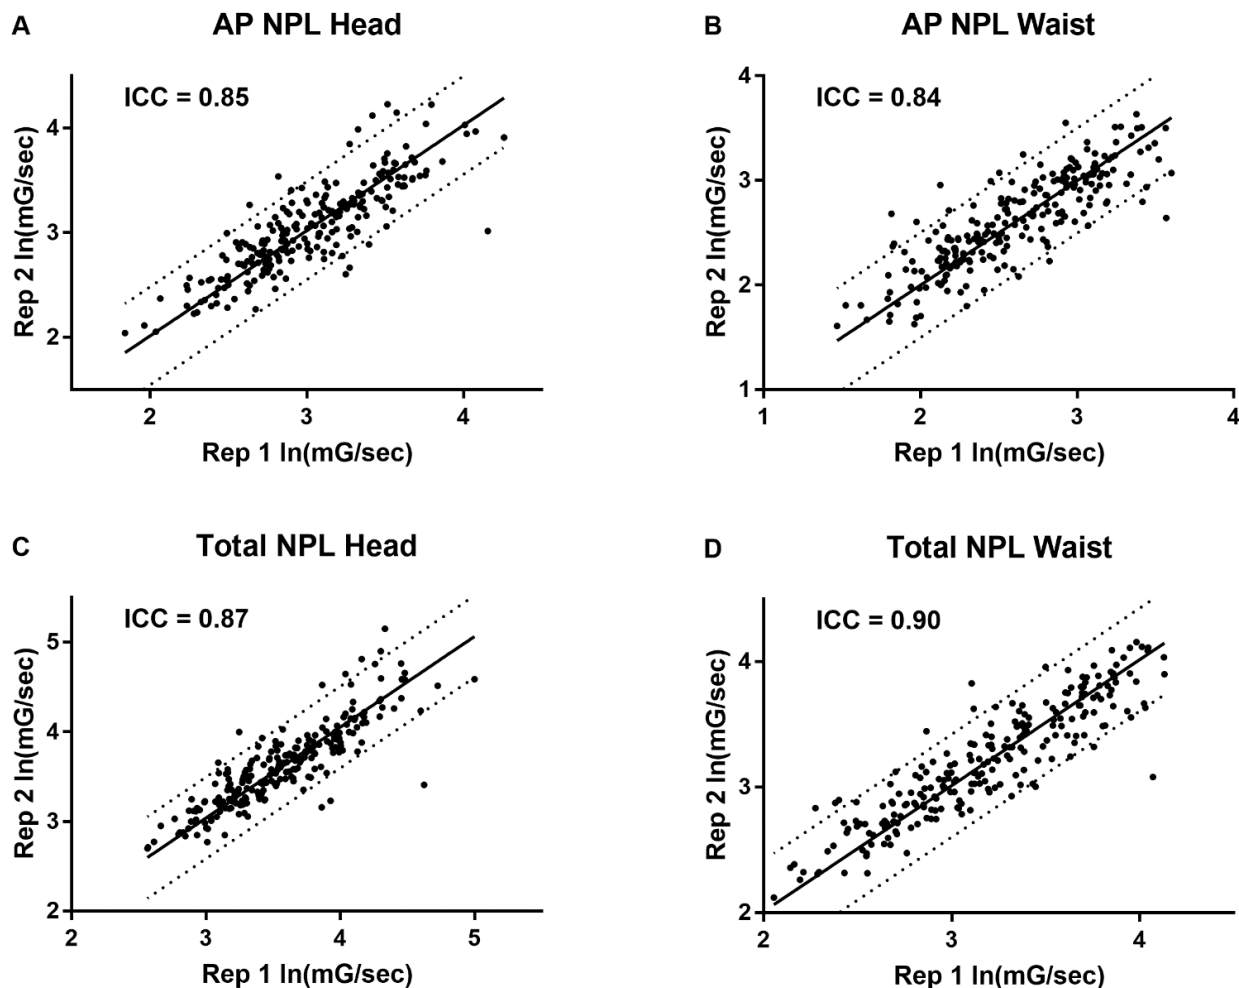 A
AP NPL Head
ICC = 0.85
Rep 2 ln(mG/sec)
4
3
2
2
3
4
Rep 1 ln(mG/sec)
B
AP NPL Waist
ICC = 0.84
Rep 2 ln(mG/sec)
4
3
2
1
1
2
3
4
Rep 1 ln(mG/sec)
C
Total NPL Head
ICC = 0.87
Rep 2 ln(mG/sec)
5
4
3
2
2
3
4
5
Rep 1 ln(mG/sec)
D
Total NPL Waist
ICC = 0.90
Rep 2 ln(mG/sec)
4
3
2
2
3
4
Rep 1 ln(mG/sec)